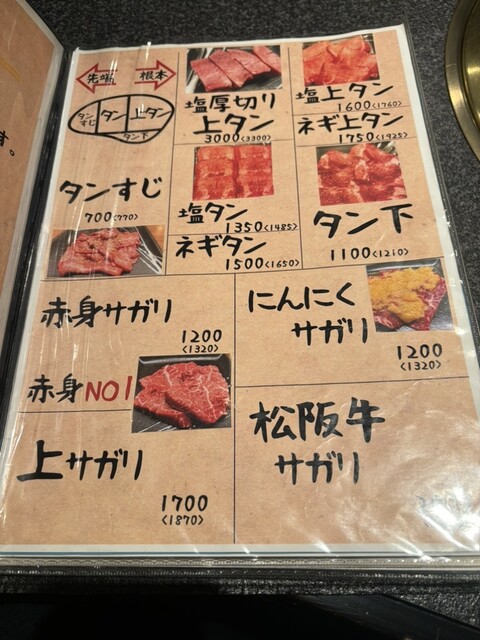 先端 根本
タンすじ タン 上タン
タン下
塩厚切り
上タン
3000<3300>
塩上タン
1600<1760>
ネギ上タン
1750<1925>
タンすじ
700<770>
塩タン
1350<1485>
ネギタン
1500<1650>
タン下
1100<1210>
赤身サガリ
1200
<1320>
にんにく
サガリ
1200
<1320>
赤身NO1
上サガリ
1700
<1870>
松阪牛
サガリ
す。